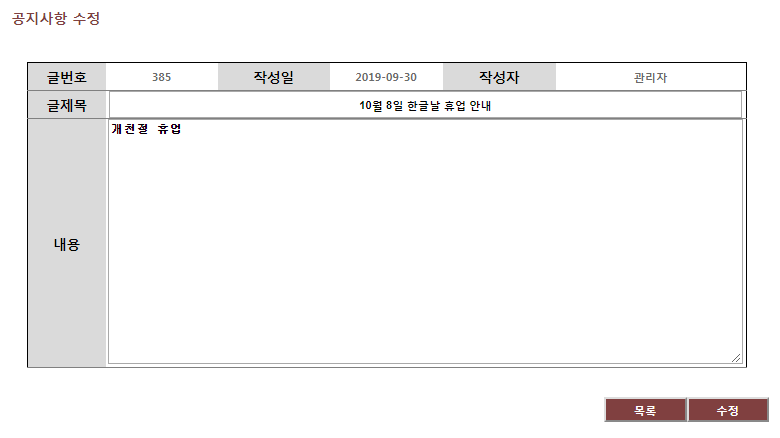 공지사항 수정
글번호 385 작성일 2019-09-30 작성자 관리자
글제목 10월 8일 한글날 휴업 안내
개천절 휴업
내용
목록 수정